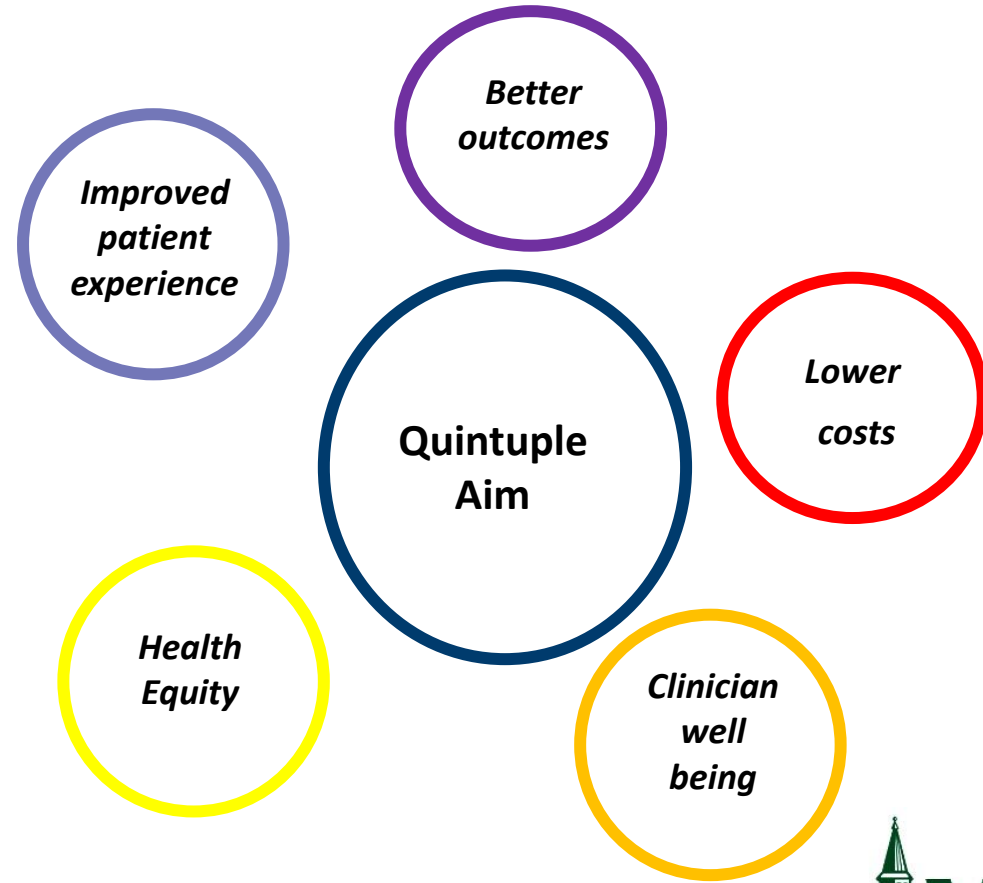 Better
outcomes
Improved
patient
experience
Lower
costs
Quintuple
Aim
Health
Equity
Clinician
well
being